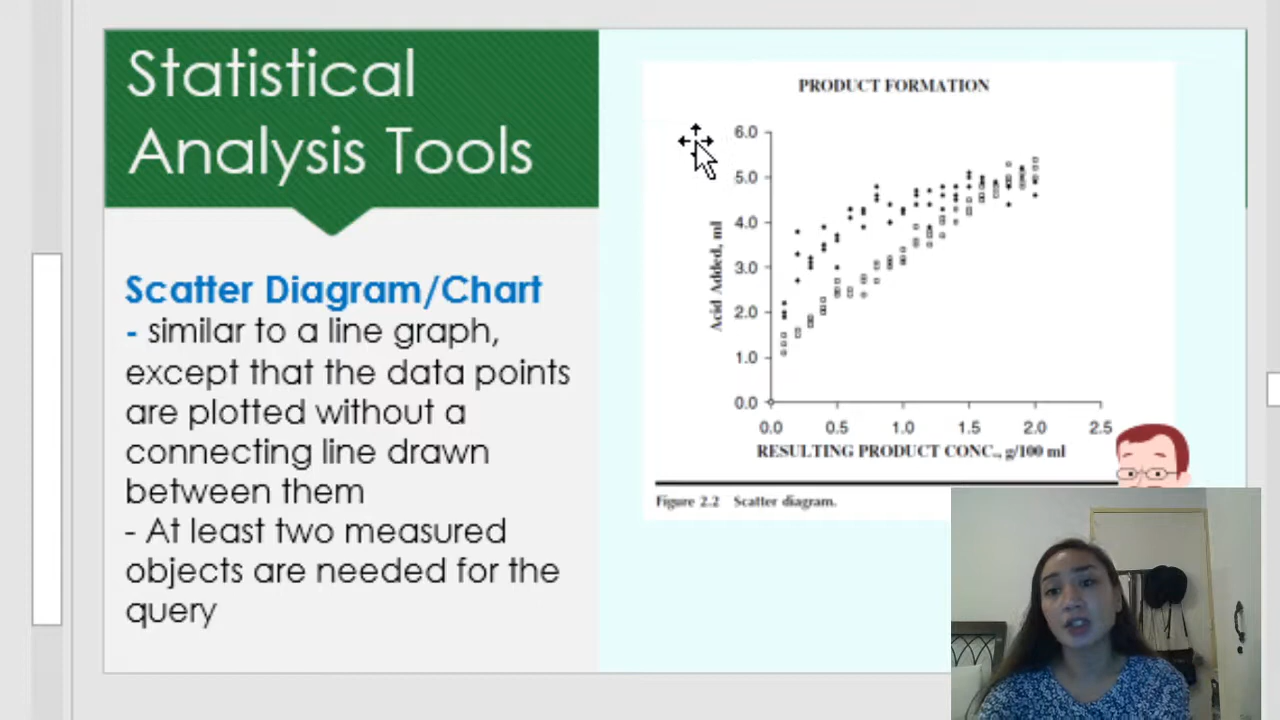 Statistical
Analysis Tools
Scatter Diagram/Chart
- similar to a line graph,
except that the data points
are plotted without a
connecting line drawn
between them
- At least two measured
objects are needed for the
query
PRODUCT FORMATION
Acid Added, ml
6.0
5.0
4.0
3.0
2.0
1.0
0.0
0.0 0.5 1.0 1.5 2.0 2.5
RESULTING PRODUCT CONC., g/100 ml
Figure 2.2 Scatter diagram.